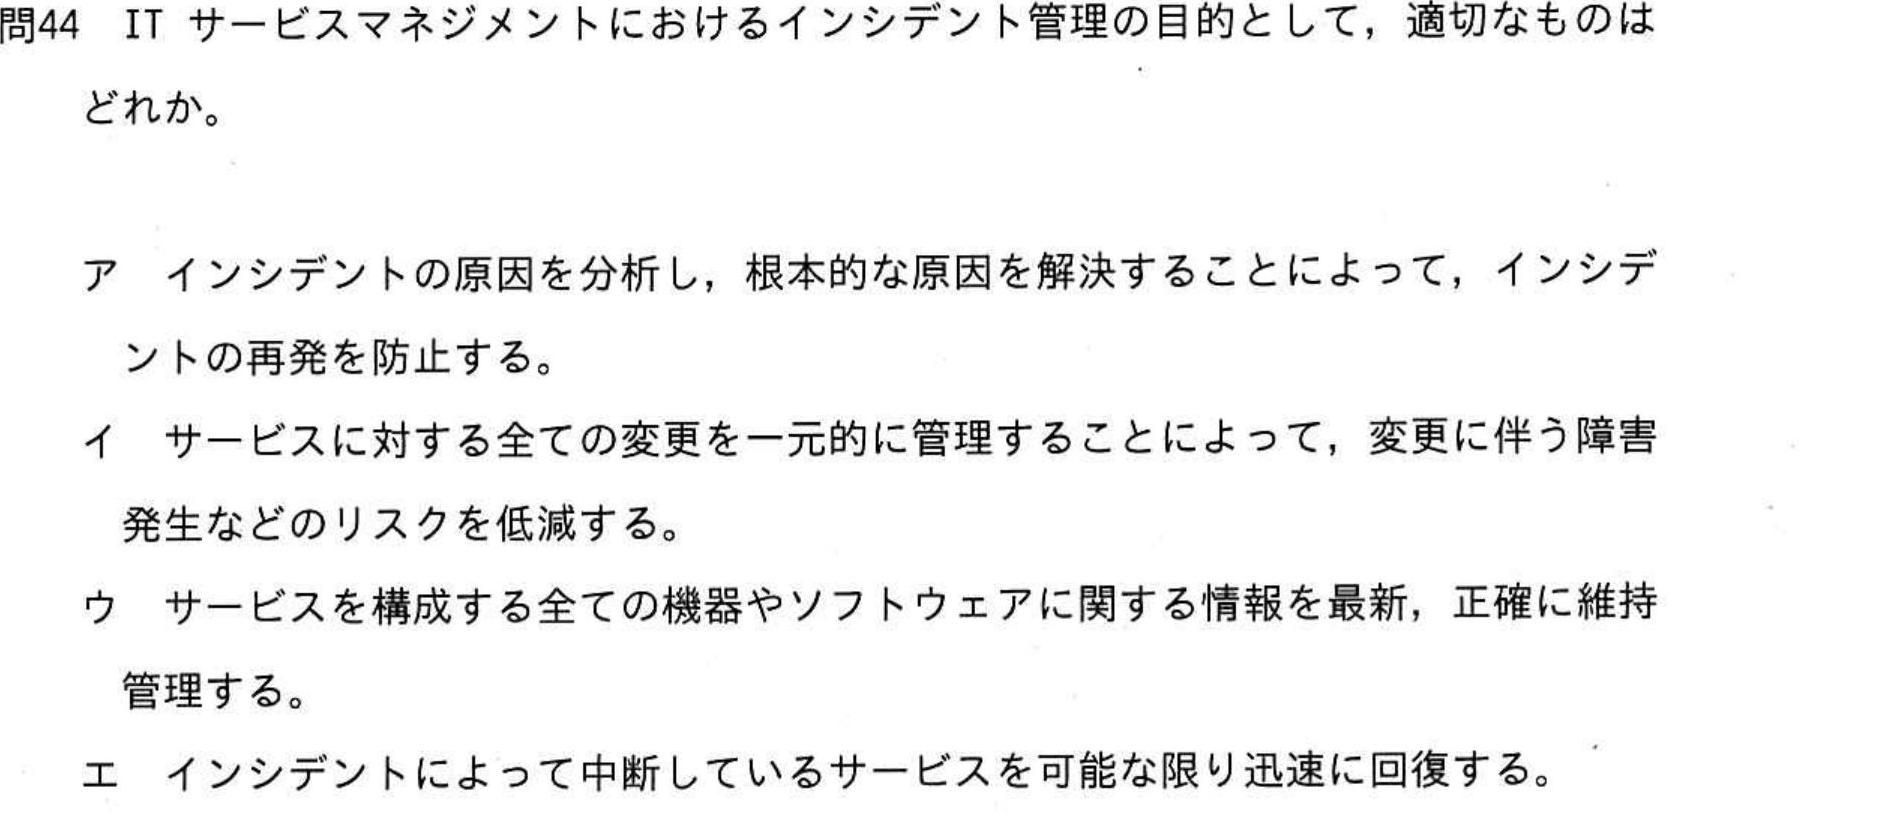 問44 IT サービスマネジメントにおけるインシデント管理の目的として，適切なものは
どれか。
ア インシデントの原因を分析し，根本的な原因を解決することによって，インシデ
ントの再発を防止する。
イ サービスに対する全ての変更を一元的に管理することによって，変更に伴う障害
発生などのリスクを低減する。
ウ サービスを構成する全ての機器やソフトウェアに関する情報を最新，正確に維持
管理する。
エ インシデントによって中断しているサービスを可能な限り迅速に回復する。